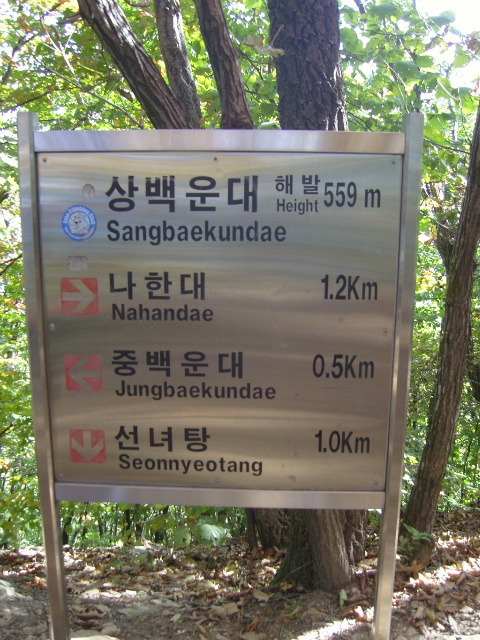 상백운대 해발 559 m
Sangbaekundae Height
나한대 1.2Km
Nahandae
중백운대 0.5Km
Jungbaekundae
선녀탕 1.0Km
Seonnyeotang